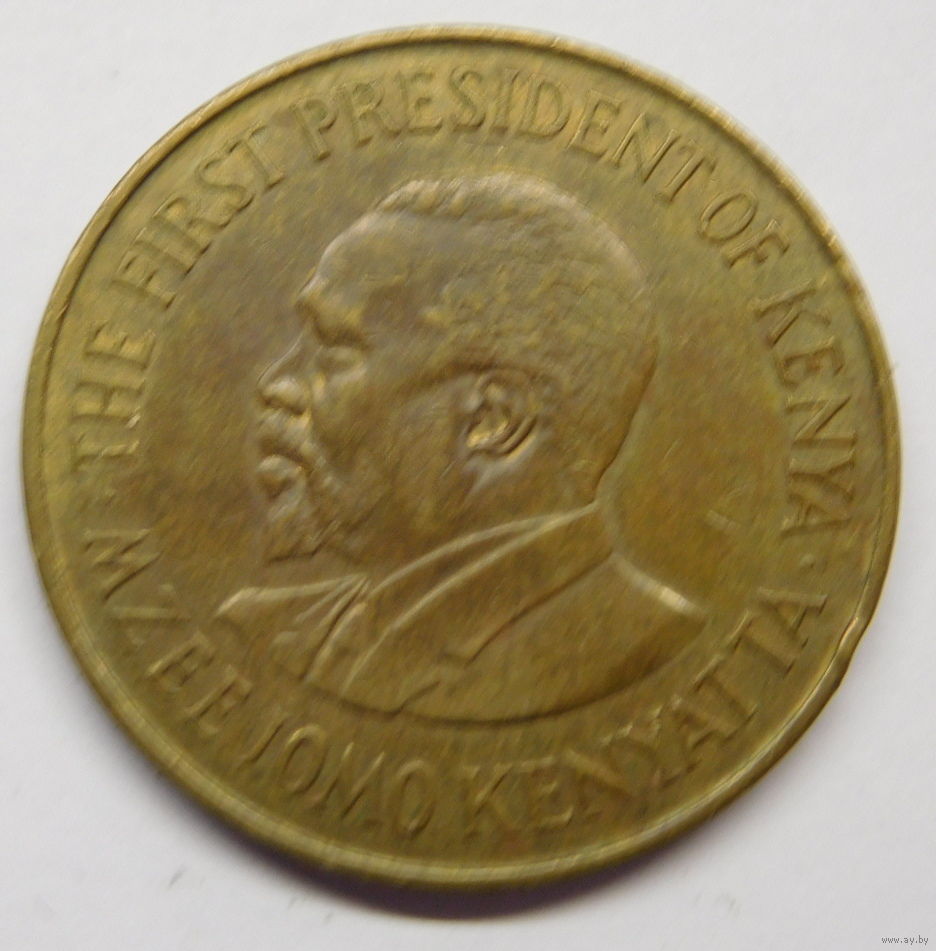 THE FIRST PRESIDENT OF KENYA ·
MZEE JOMO KENYATTA ·
www.ay.by